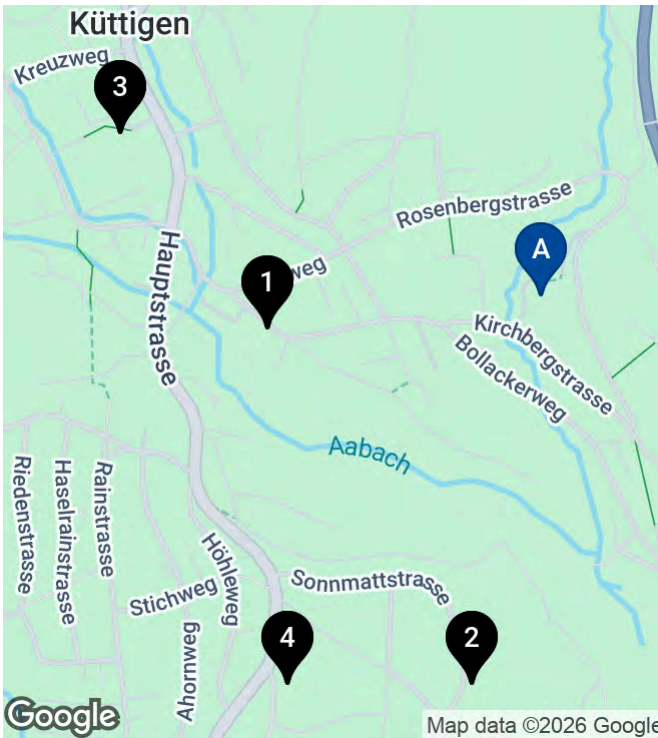 Küttigen
Kreuzweg
3
Rosenbergstrasse
A
weg
1
Hauptstrasse
Kirchbergstrasse
Bollackerweg
Aabach
Riedenstrasse
Haselrainstrasse
Rainstrasse
Höhleweg
Sonnmattstrasse
Stichweg
4
2
Ahornweg
Google
Map data ©2026 Google